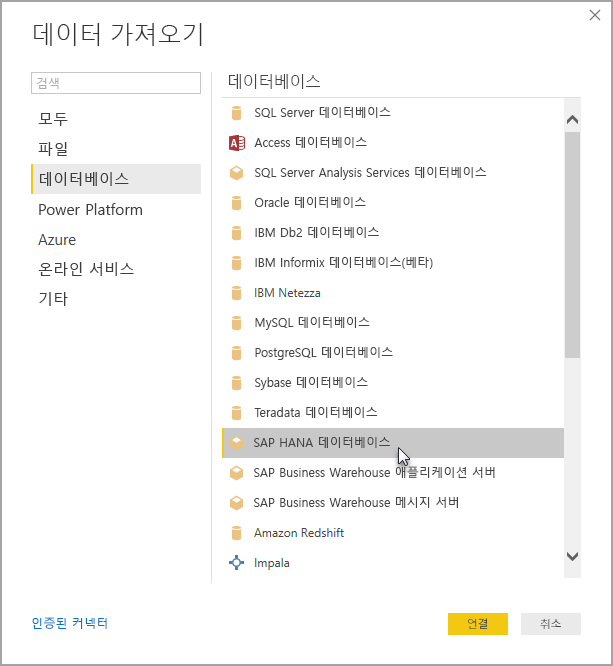 데이터 가져오기
검색
모두
파일
데이터베이스
Power Platform
Azure
온라인 서비스
기타
데이터베이스
SQL Server 데이터베이스
Access 데이터베이스
SQL Server Analysis Services 데이터베이스
Oracle 데이터베이스
IBM Db2 데이터베이스
IBM Informix 데이터베이스(베타)
IBM Netezza
MySQL 데이터베이스
PostgreSQL 데이터베이스
Sybase 데이터베이스
Teradata 데이터베이스
SAP HANA 데이터베이스
SAP Business Warehouse 애플리케이션 서버
SAP Business Warehouse 메시지 서버
Amazon Redshift
Impala
인증된 커넥터
연결
취소